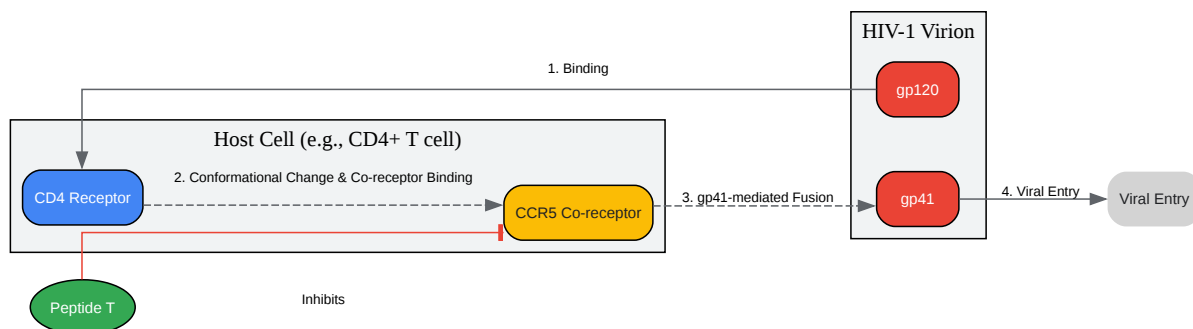 HIV-1 Virion
gp120
1. Binding
Host Cell (e.g., CD4+ T cell)
CD4 Receptor
2. Conformational Change & Co-receptor Binding
CCR5 Co-receptor
3. gp41-mediated Fusion
gp41
4. Viral Entry
Viral Entry
Peptide T
Inhibits